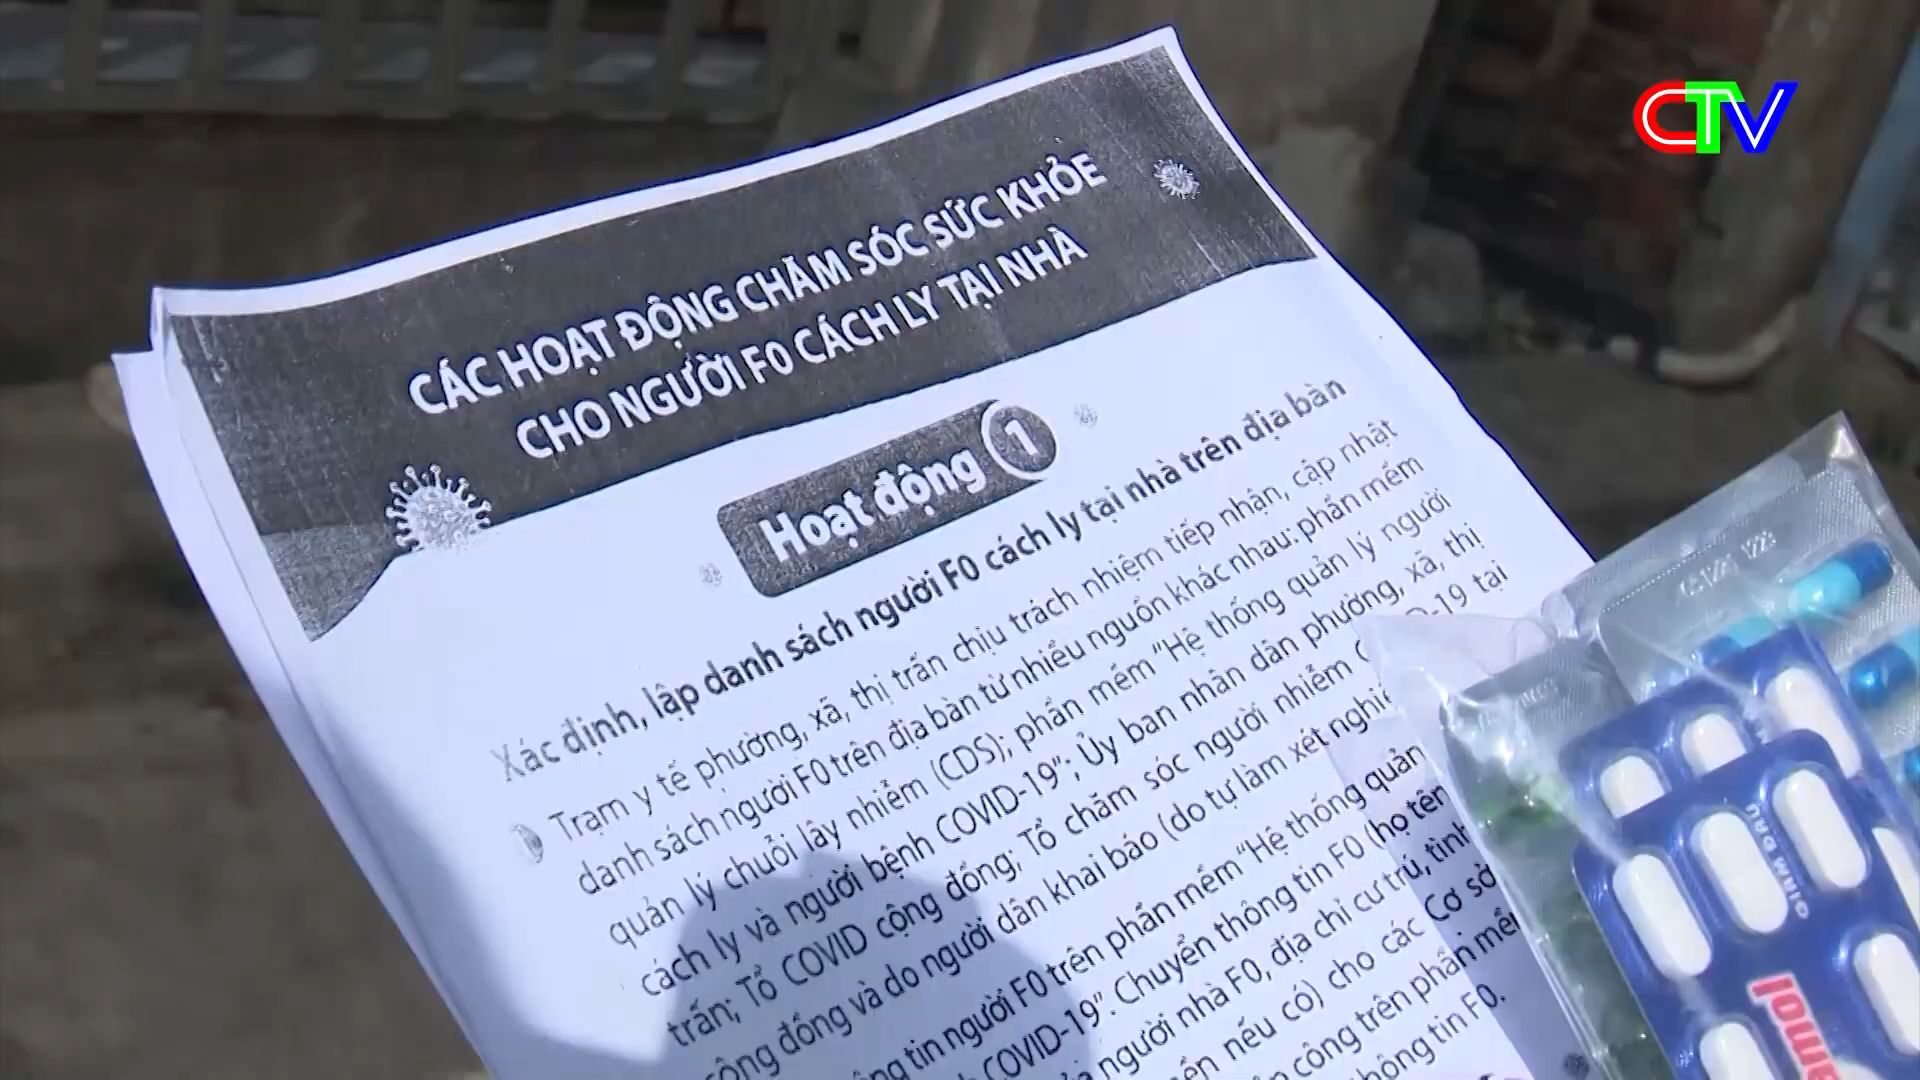 CTV
CÁC HOẠT ĐỘNG CHĂM SÓC SỨC KHỎE
CHO NGƯỜI F0 CÁCH LY TẠI NHÀ
Hoạt động 1
Xác định, lập danh sách người F0 cách ly tại nhà trên địa bàn
Trạm y tế phường, xã, thị trấn chịu trách nhiệm tiếp nhận, cập nhật
danh sách người F0 trên địa bàn từ nhiều nguồn khác nhau: phần mềm
quản lý chuỗi lây nhiễm (CDS); phần mềm "Hệ thống quản lý người
cách ly và người bệnh COVID-19"; Ủy ban nhân dân phường, xã, thị
trấn; Tổ COVID cộng đồng; Tổ chăm sóc người nhiễm -19 tại
cộng đồng và do người dân khai báo (do tự làm xét
tin người F0 trên phần mềm "Hệ thống quản
COVID-19". Chuyển thông tin F0 (họ tên
người nhà F0, địa chỉ cư trú, tình
nền nếu có) cho các Cơ sở
công trên phần
thông tin F0.
1223
GIẢM ĐAU